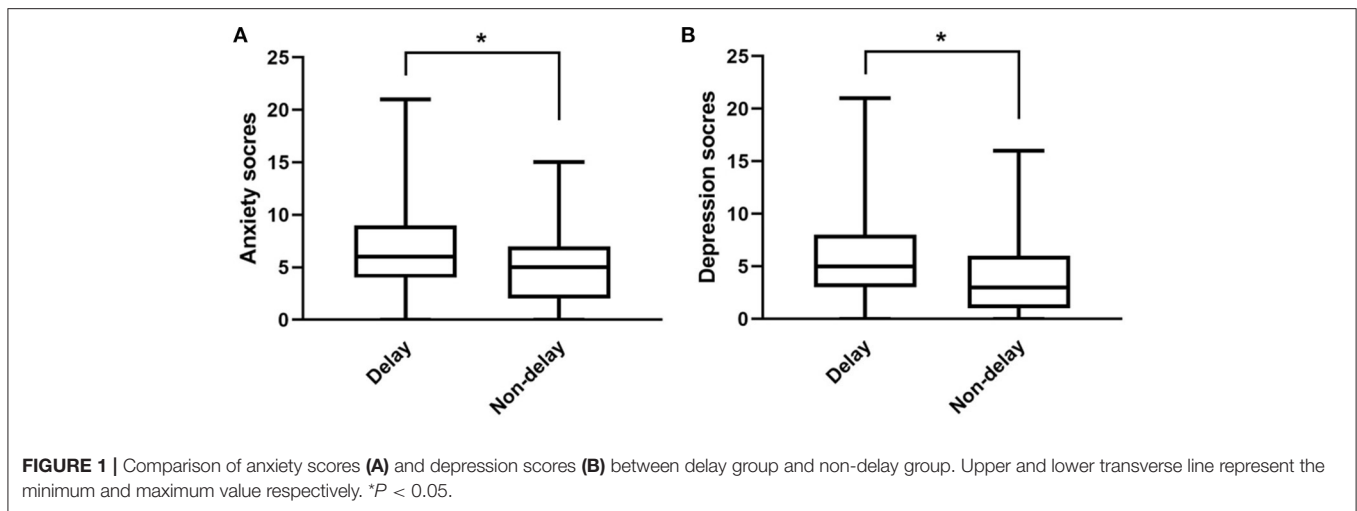 A
*
25
20
15
10
5
0
Anxiety socres
Delay
Non-delay
B
*
25
20
15
10
5
0
Depression socres
Delay
Non-delay
FIGURE 1 | Comparison of anxiety scores (A) and depression scores (B) between delay group and non-delay group. Upper and lower transverse line represent the
minimum and maximum value respectively. *P < 0.05.